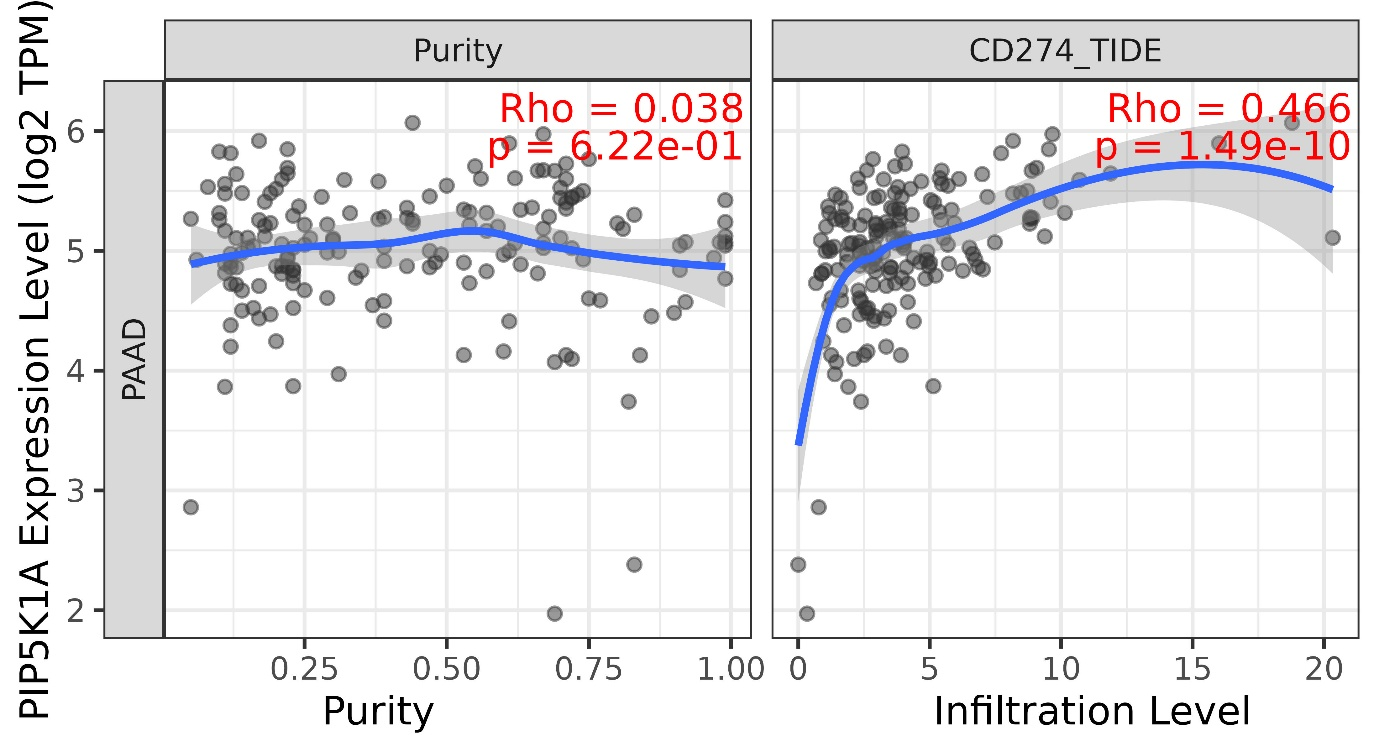 Purity
CD274_TIDE
PIP5K1A Expression Level (log2 TPM)
PAAD
Rho = 0.038
p = 6.22e-01
Rho = 0.466
p = 1.49e-10
6
5
4
3
2
0.25 0.50 0.75 1.00
0 5 10 15 20
Purity
Infiltration Level